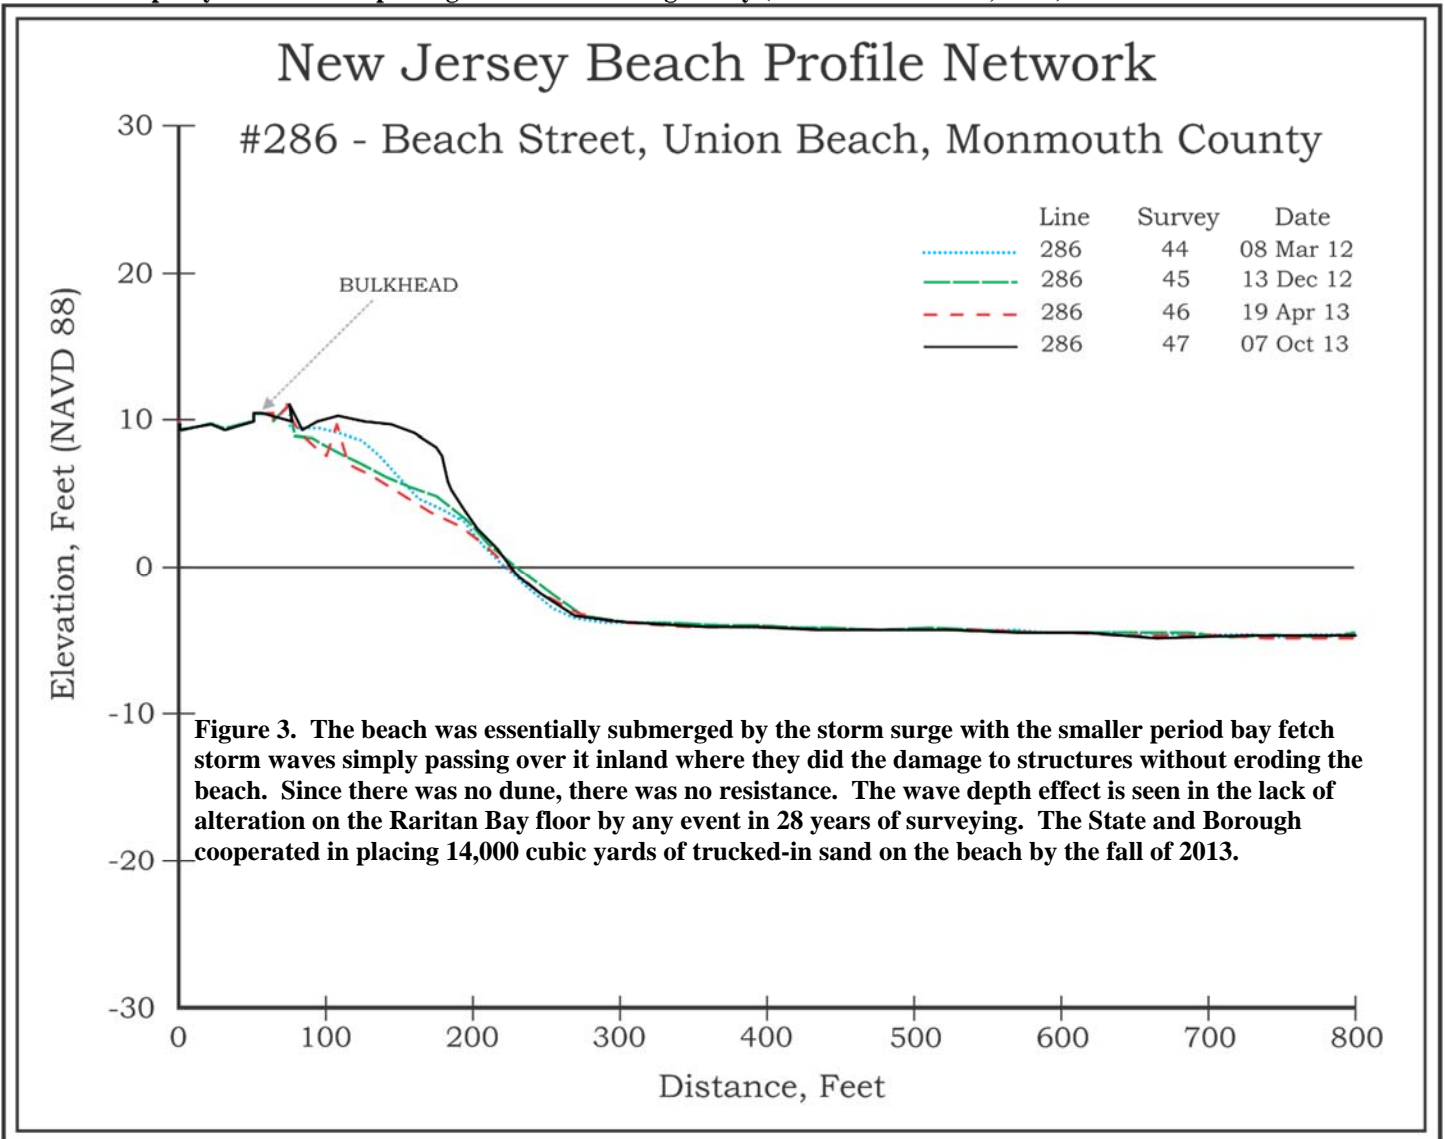 New Jersey Beach Profile Network
#286 - Beach Street, Union Beach, Monmouth County
Line Survey Date
286 44 08 Mar 12
286 45 13 Dec 12
286 46 19 Apr 13
286 47 07 Oct 13
BULKHEAD
Elevation, Feet (NAVD 88)
30
20
10
0
-10
-20
-30
Figure 3. The beach was essentially submerged by the storm surge with the smaller period bay fetch
storm waves simply passing over it inland where they did the damage to structures without eroding the
beach. Since there was no dune, there was no resistance. The wave depth effect is seen in the lack of
alteration on the Raritan Bay floor by any event in 28 years of surveying. The State and Borough
cooperated in placing 14,000 cubic yards of trucked-in sand on the beach by the fall of 2013.
0 100 200 300 400 500 600 700 800
Distance, Feet